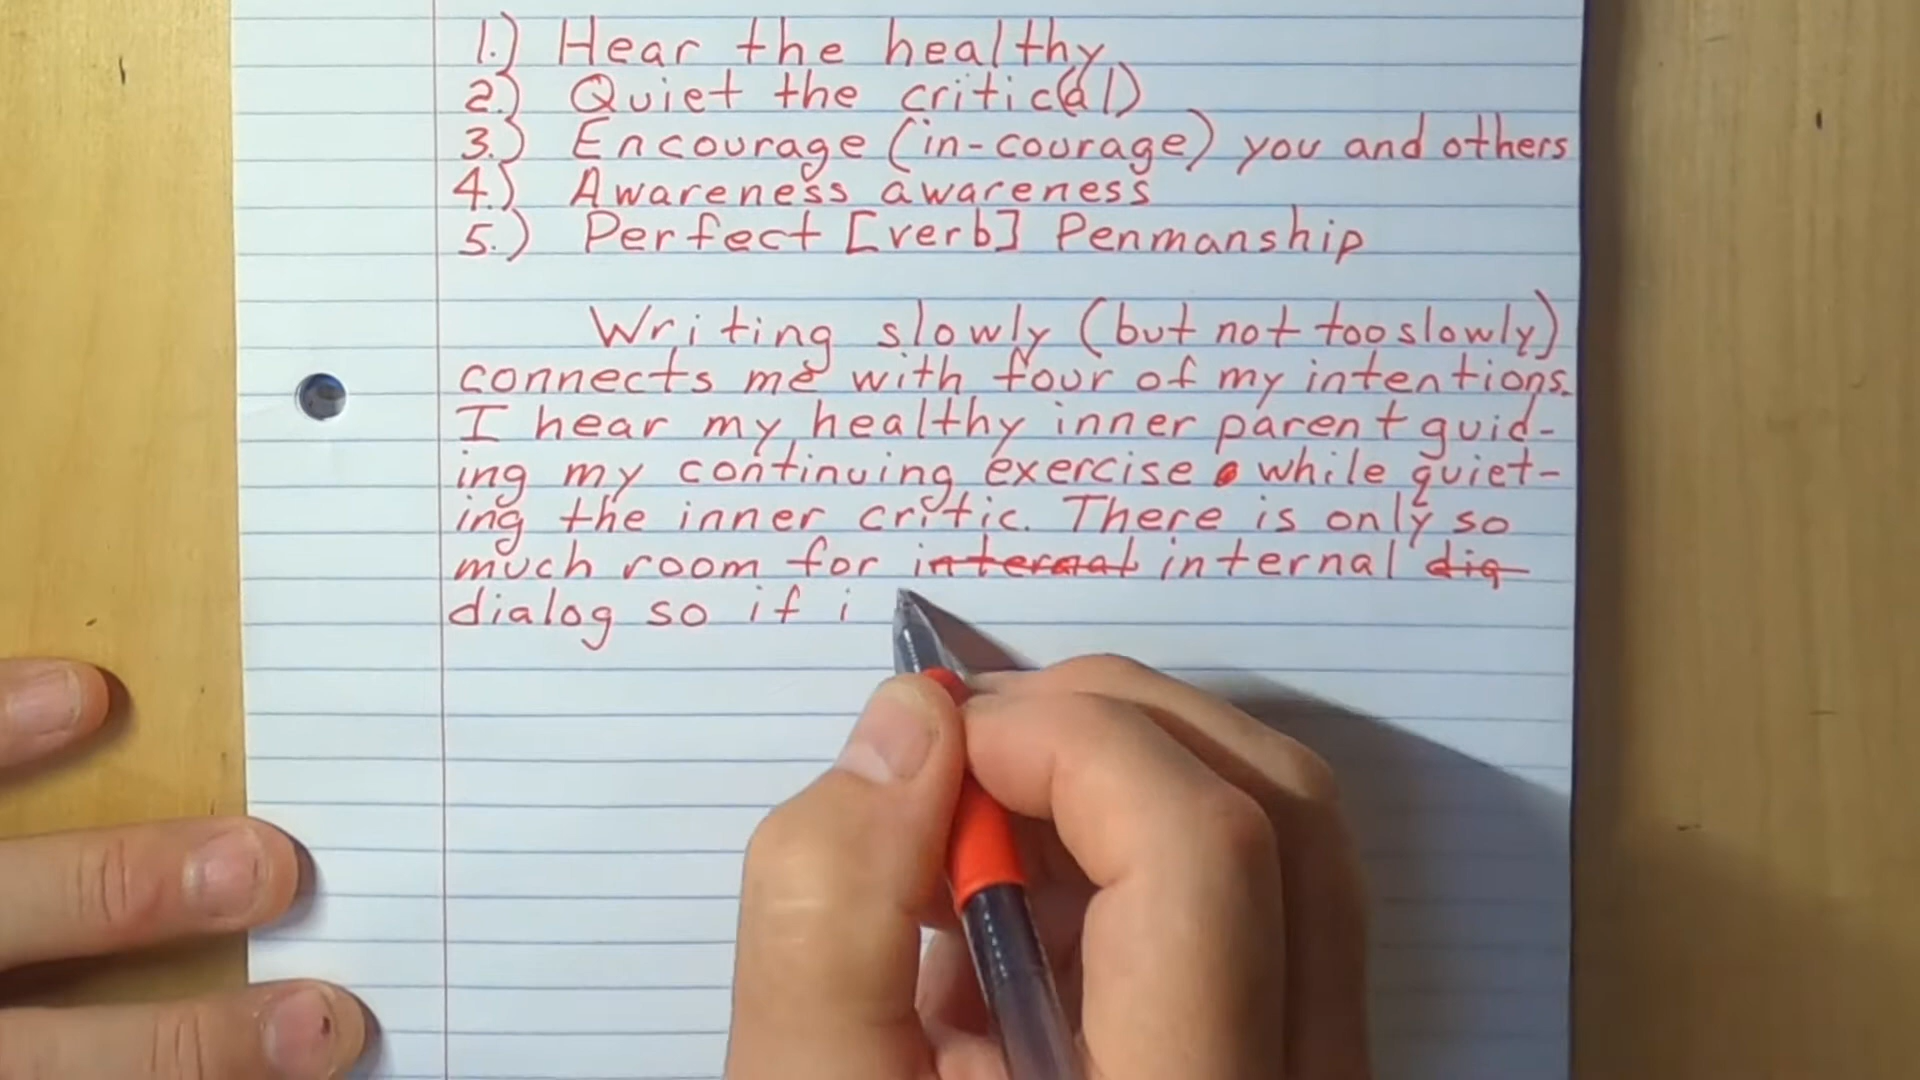 1.) Hear the healthy
2.) Quiet the critic(al)
3.) Encourage (in-courage) you and others
4.) Awareness awareness
5.) Perfect [verb] Penmanship
Writing slowly (but not too slowly)
connects me with four of my intentions.
I hear my healthy inner parent guid-
ing my continuing exercise while quiet-
ing the inner critic. There is only so
much room for internal internal dig
dialog so if i